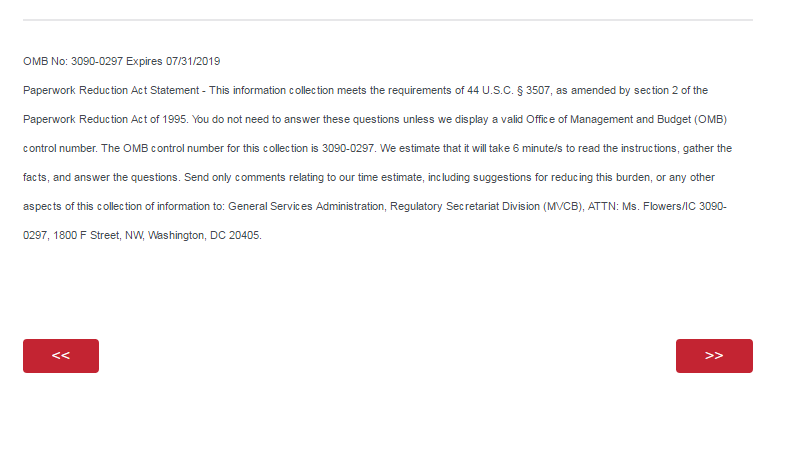 OMB No: 3090-0297 Expires 07/31/2019
Paperwork Reduction Act Statement - This information collection meets the requirements of 44 U.S.C. § 3507, as amended by section 2 of the
Paperwork Reduction Act of 1995. You do not need to answer these questions unless we display a valid Office of Management and Budget (OMB)
control number. The OMB control number for this collection is 3090-0297. We estimate that it will take 6 minute/s to read the instructions, gather the
facts, and answer the questions. Send only comments relating to our time estimate, including suggestions for reducing this burden, or any other
aspects of this collection of information to: General Services Administration, Regulatory Secretariat Division (MVCB), ATTN: Ms. Flowers/IC 3090-
0297, 1800 F Street, NW, Washington, DC 20405.
<< >>